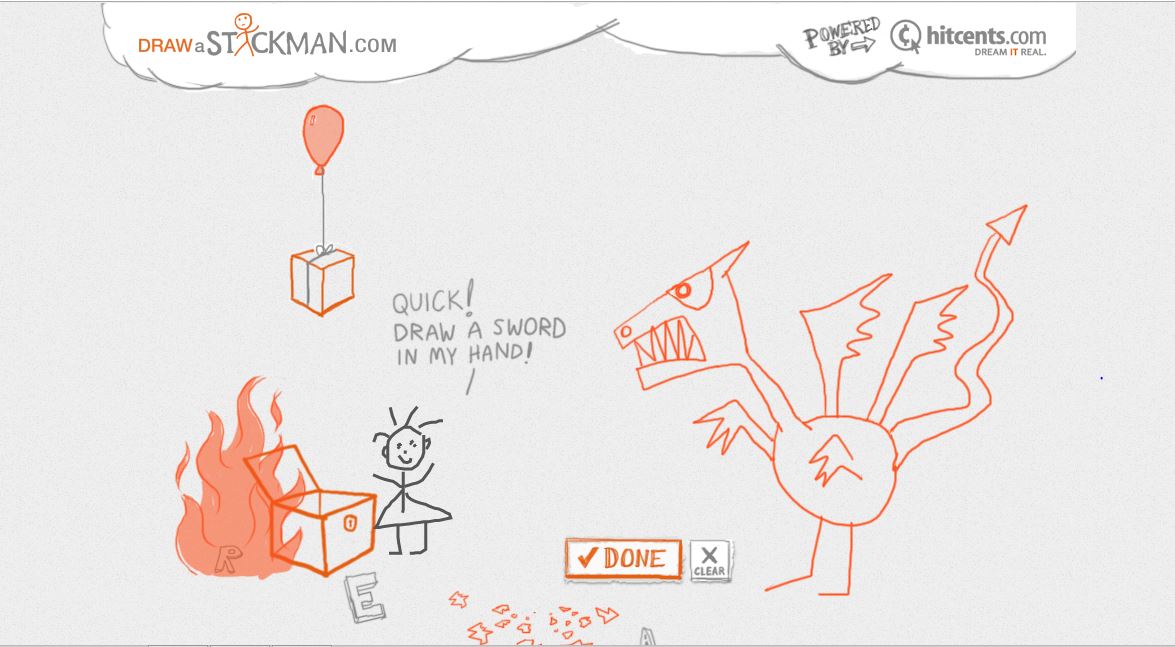 DRAW a STICKMAN.COM
POWERED
BY
hitcents.com
DREAM IT REAL.
QUICK!
DRAW A SWORD
IN MY HAND!
R
DONE
X
CLEAR
E
A